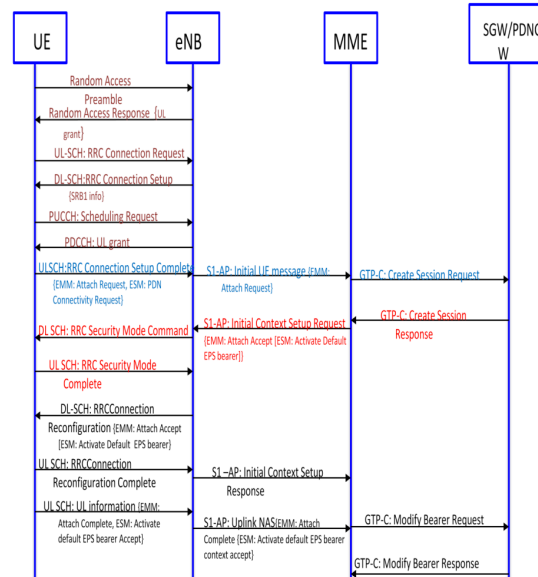 UE
eNB
MME
SGW/PDNG
W
Random Access
Preamble
Random Access Response {UL
grant}
UL-SCH: RRC Connection Request
DL-SCH:RRC Connection Setup
{SRB1 info}
PUCCH: Scheduling Request
PDCCH: UL grant
ULSCH:RRC Connection Setup Complete
{EMM: Attach Request, ESM: PDN
Connectivity Request}
S1-AP: Initial UE message {EMM:
Attach Request}
GTP-C: Create Session Request
GTP-C: Create Session
Response
S1-AP: Initial Context Setup Request
{EMM: Attach Accept [ESM: Activate Default
EPS bearer]}
DL SCH: RRC Security Mode Command
UL SCH: RRC Security Mode
Complete
DL-SCH: RRCConnection
Reconfiguration {EMM: Attach Accept
[ESM: Activate Default EPS bearer}
UL SCH: RRCConnection
Reconfiguration Complete
S1 –AP: Initial Context Setup
Response
UL SCH: UL information {EMM:
Attach Complete, ESM: Activate
default EPS bearer Accept}
S1-AP: Uplink NAS{EMM: Attach
Complete {ESM: Activate default EPS bearer
context accept}
GTP-C: Modify Bearer Request
GTP-C: Modify Bearer Response